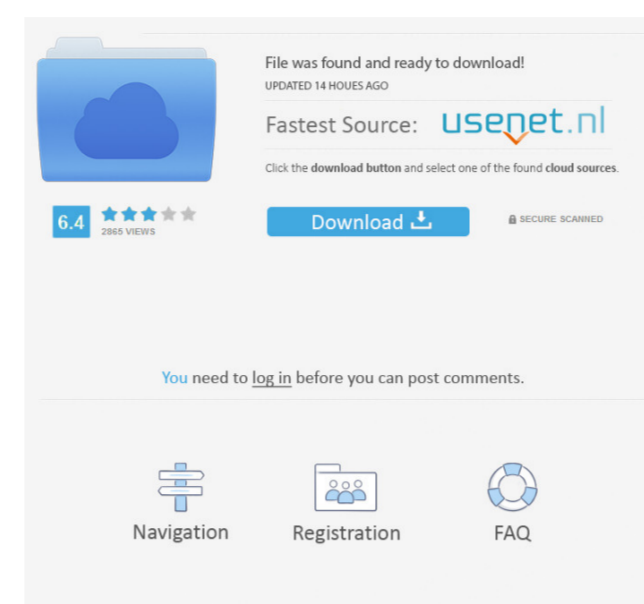 File was found and ready to download!
UPDATED 14 HOUES AGO
Fastest Source: usenet.nl
Click the download button and select one of the found cloud sources.
6.4
2865 VIEWS
Download
SECURE SCANNED
You need to log in before you can post comments.
Navigation
Registration
FAQ